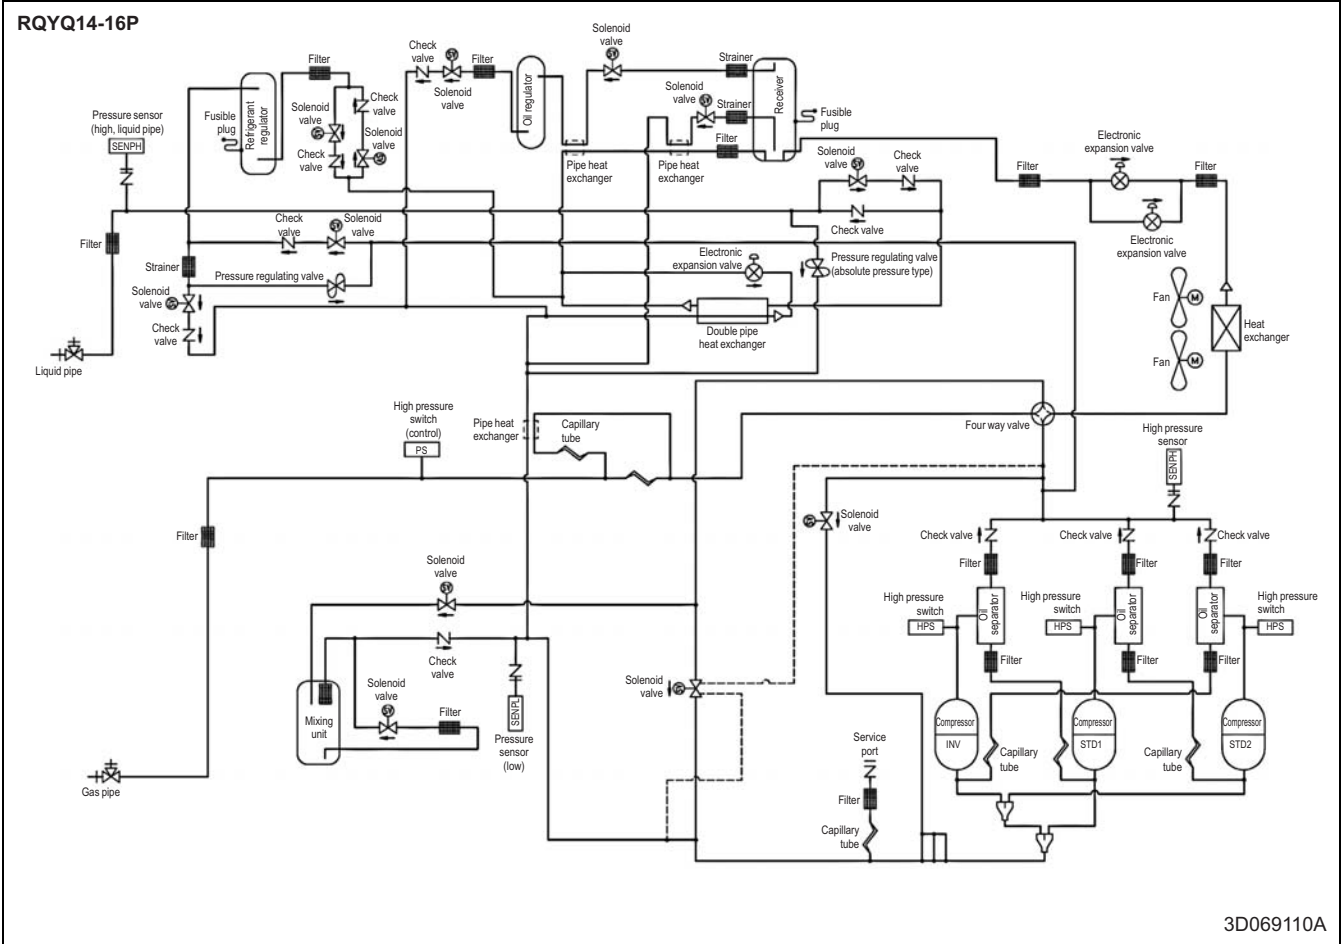 RQYQ14-16P
Solenoid
valve
Check
valve
Filter
Strainer
Filter
Solenoid
valve
Oil regulator
Solenoid
valve
Strainer
Receiver
Fusible
plug
Filter
Pressure sensor
(high, liquid pipe)
SENPH
Fusible
plug
Refrigerant
regulator
Solenoid
valve
Check
valve
Solenoid
valve
Check
valve
Pipe heat
exchanger
Pipe heat
exchanger
Solenoid
valve
Check
valve
Filter
Electronic
expansion valve
Filter
Filter
Check
valve
Solenoid
valve
Check valve
Electronic
expansion valve
Strainer
Pressure regulating valve
Electronic
expansion valve
Pressure regulating valve
(absolute pressure type)
Solenoid
valve
Check
valve
Fan
M
Fan
M
Heat
exchanger
Double pipe
heat exchanger
Liquid pipe
High pressure
switch
(control)
PS
Pipe heat
exchanger
Capillary
tube
Four way valve
High pressure
sensor
SENPH
Filter
Solenoid
valve
Check valve
Check valve
Check valve
Filter
Filter
Filter
Solenoid
valve
High pressure
switch
HPS
Oil
separator
High pressure
switch
HPS
Oil
separator
Oil
separator
High pressure
switch
HPS
Check
valve
Filter
Filter
Filter
Solenoid
valve
Solenoid
valve
Filter
SENPL
Mixing
unit
Pressure
sensor
(low)
Compressor
INV
Compressor
STD1
Compressor
STD2
Service
port
Capillary
tube
Capillary
tube
Gas pipe
Filter
Capillary
tube
3D069110A